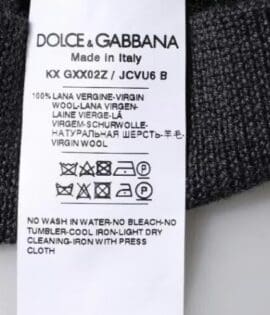 DOLCE & GABBANA
Made in Italy
KX GXX02Z / JCVU6 B
100% LANA VERGINE-VIRGIN
WOOL-LANA VIRGEN-
LAINE VIERGE-LÃ
VIRGEM-SCHURWOLLE-
НАТУРАЛЬНАЯ ШЕРСТЬ-羊毛-
VIRGIN WOOL
NO WASH IN WATER-NO BLEACH-NO
TUMBLER-COOL IRON-LIGHT DRY
CLEANING-IRON WITH PRESS
CLOTH